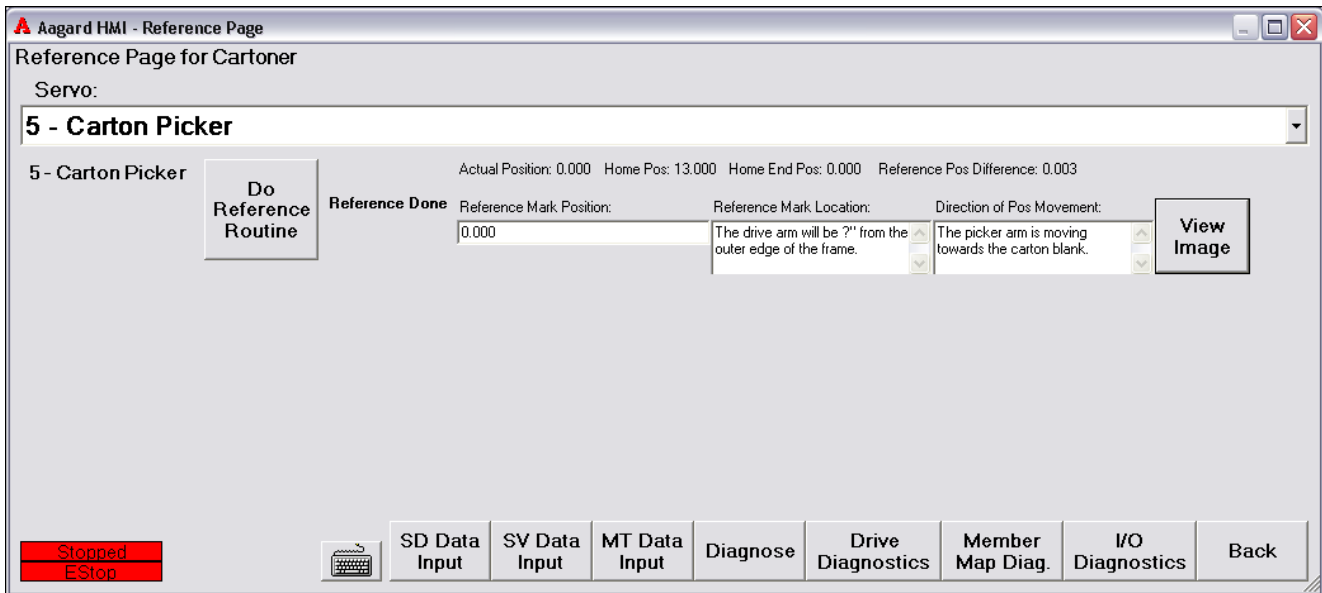 Aagard HMI - Reference Page
Reference Page for Cartoner
Servo:
5 - Carton Picker
5 - Carton Picker
Do
Reference
Routine
Reference Done
Actual Position: 0.000 Home Pos: 13.000 Home End Pos: 0.000 Reference Pos Difference: 0.003
Reference Mark Position:
0.000
Reference Mark Location:
The drive arm will be ?" from the
outer edge of the frame.
Direction of Pos Movement:
The picker arm is moving
towards the carton blank.
View
Image
Stopped
EStop
SD Data
Input
SV Data
Input
MT Data
Input
Diagnose
Drive
Diagnostics
Member
Map Diag.
I/O
Diagnostics
Back